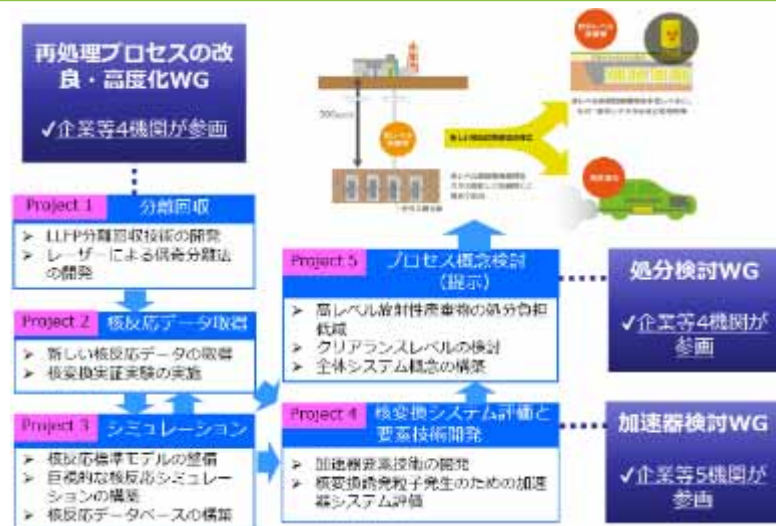 再処理プロセスの改
良・高度化WG
✓企業等4機関が参画
Project 1 分離回収
➤ LLFP分離回収技術の開発
➤ レーザーによる偶奇分離法
の開発
Project 2 核反応データ取得
➤ 新しい核反応データの取得
➤ 核変換実証実験の実施
Project 3 シミュレーション
➤ 核反応標準モデルの整備
➤ 巨視的な核反応シミュレー
ションの構築
➤ 核反応データベースの構築
Project 5 プロセス概念検討
(提示)
➤ 高レベル放射性廃棄物の処分負担
低減
➤ クリアランスレベルの検討
➤ 全体システム概念の構築
Project 4 核変換システム評価と
要素技術開発
➤ 加速器要素技術の開発
➤ 核変換誘発粒子発生のための加速
器システム評価
処分検討WG
✓企業等4機関が
参画
加速器検討WG
✓企業等5機関が
参画